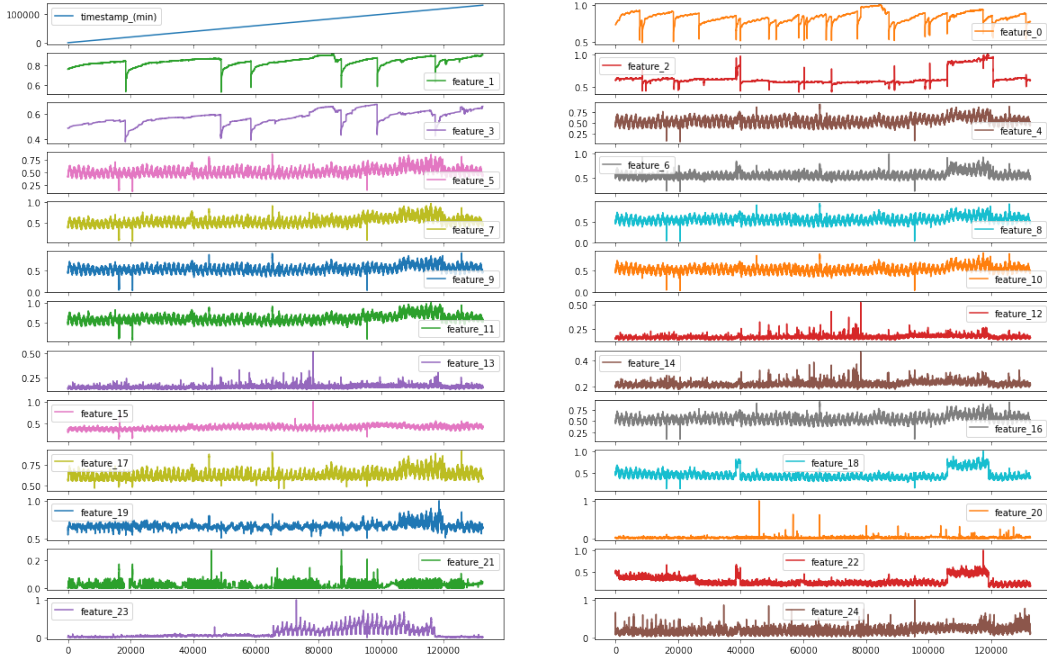 100000
0
timestamp_(min)
1.0
0.5
feature_0
0.8
0.6
feature_1
1.0
0.5
feature_2
0.6
0.4
feature_3
0.75
0.50
0.25
feature_4
0.75
0.50
0.25
feature_5
1.0
0.5
feature_6
1.0
0.5
feature_7
1.0
0.5
0.0
feature_8
0.5
0.0
feature_9
0.5
0.0
feature_10
1.0
0.5
feature_11
0.50
0.25
feature_12
0.50
0.25
feature_13
0.4
0.2
feature_14
1.0
0.5
feature_15
0.75
0.50
0.25
feature_16
0.75
0.50
feature_17
1.0
0.5
feature_18
1.0
0.5
feature_19
1
0
feature_20
0.2
0.0
feature_21
1.0
0.5
feature_22
1
0
feature_23
1
0
feature_24
0 20000 40000 60000 80000 100000 120000
0 20000 40000 60000 80000 100000 120000